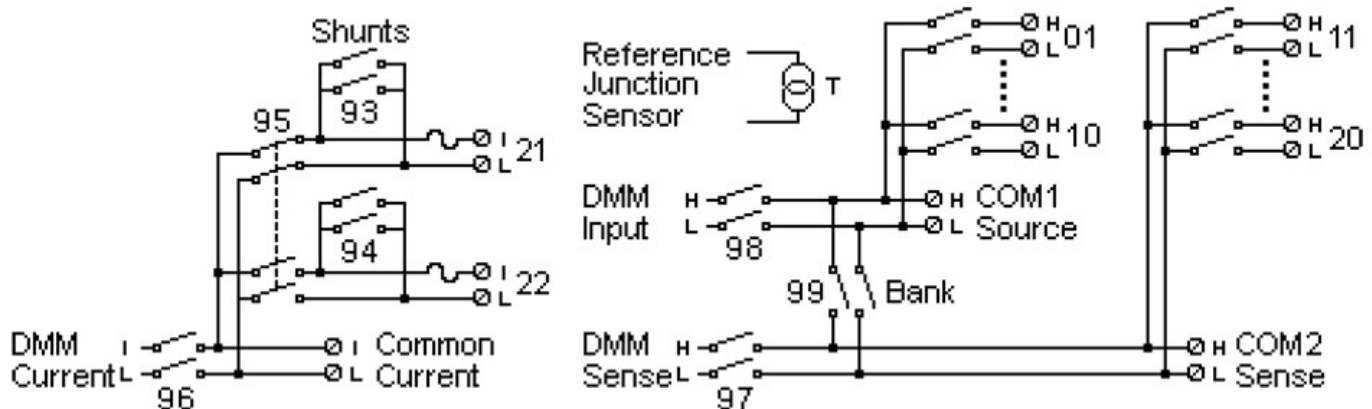 Shunts
93
95
I 21
L
94
I 22
L
DMM I I Common
Current L L Current
96
Reference
Junction
Sensor
T
H 01
L
H 10
L
H 11
L
H 20
L
DMM H H COM1
Input L L Source
98
99 Bank
DMM H H COM2
Sense L L Sense
97